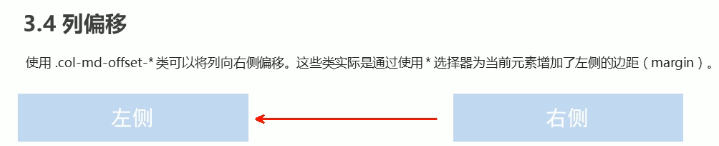 3.4 列偏移
使用 .col-md-offset-* 类可以将列向右侧偏移。这些类实际是通过使用 * 选择器为当前元素增加了左侧的边距（margin）。
左侧 右侧